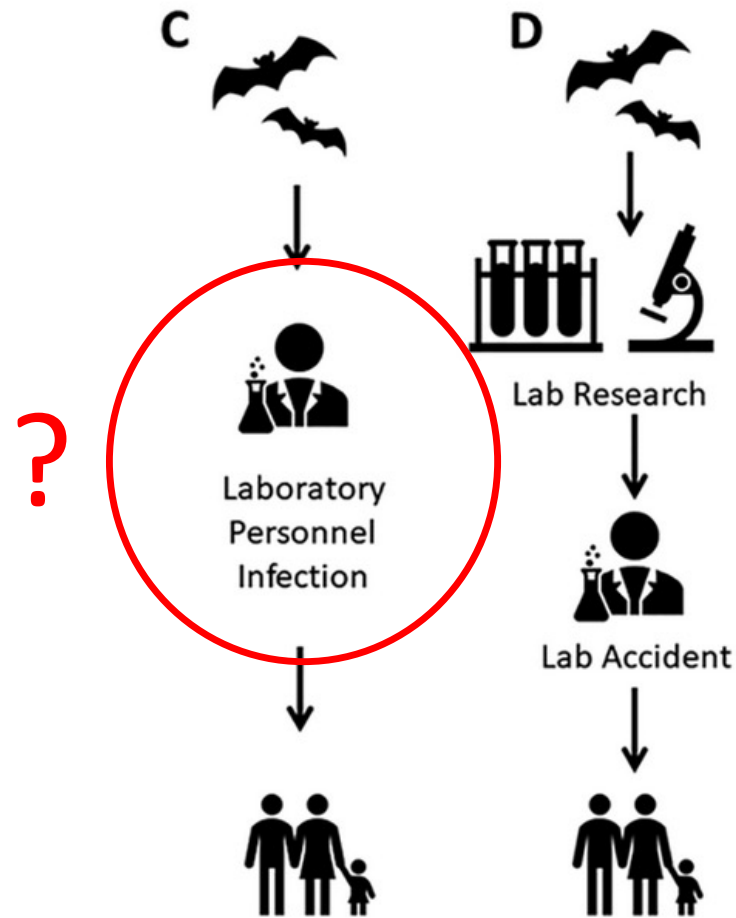 C
D
Lab Research
?
Laboratory
Personnel
Infection
Lab Accident